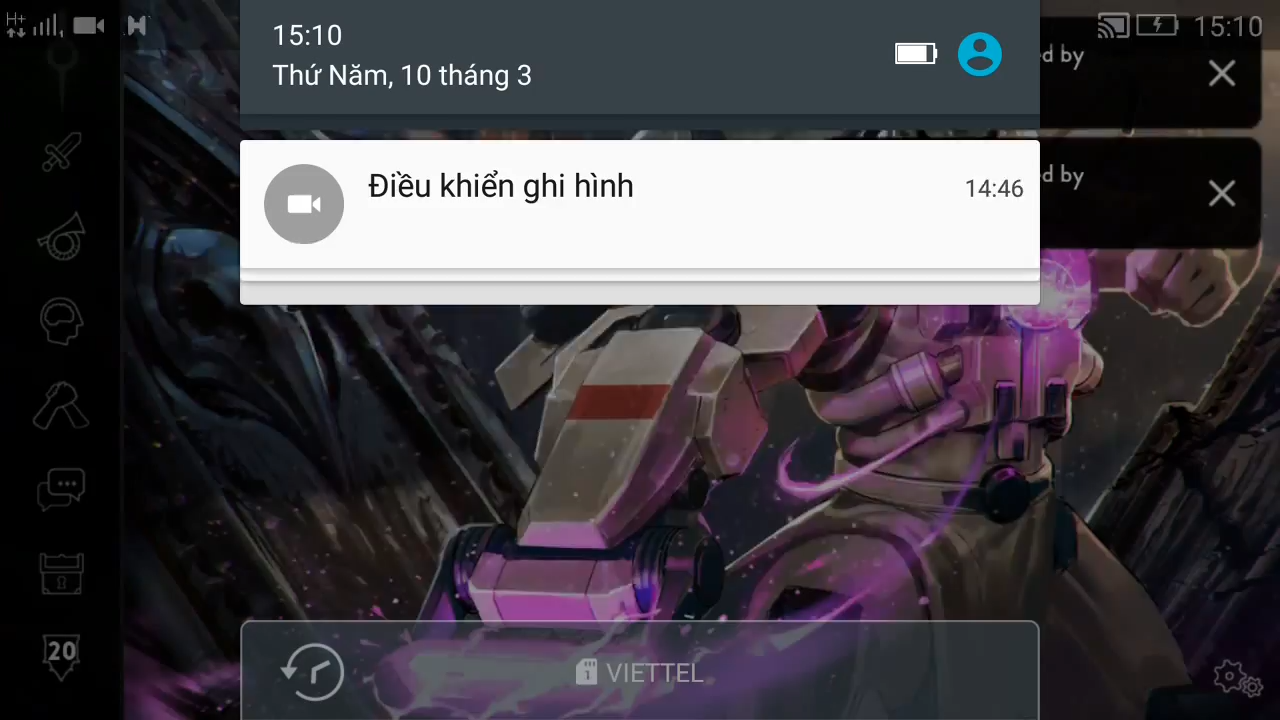 H+
15:10
15:10
Thứ Năm, 10 tháng 3
d by
Điều khiển ghi hình
14:46
d by
20
1
VIETTEL